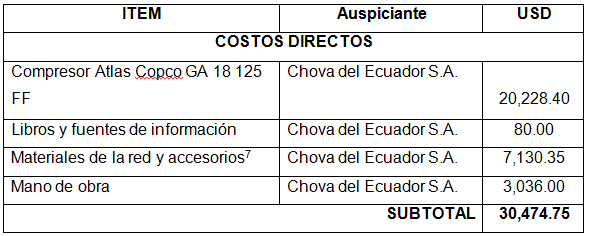 ITEM Auspiciante USD
COSTOS DIRECTOS
Compresor Atlas Copco GA 18 125 Chova del Ecuador S.A.
FF 20,228.40
Libros y fuentes de información Chova del Ecuador S.A. 80.00
Materiales de la red y accesorios⁷ Chova del Ecuador S.A. 7,130.35
Mano de obra Chova del Ecuador S.A. 3,036.00
SUBTOTAL 30,474.75